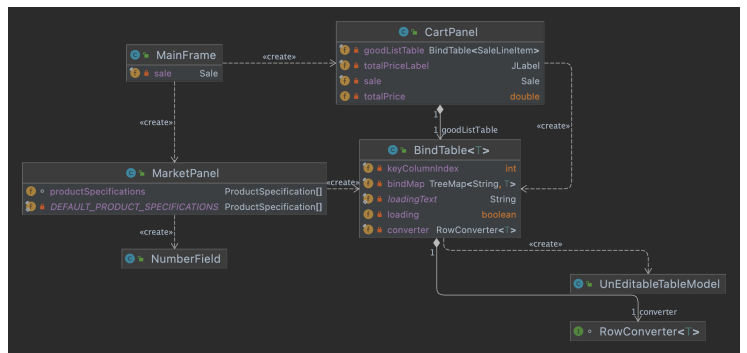 CartPanel
goodListTable BindTable<SaleLineItem>
totalPriceLabel JLabel
sale Sale
totalPrice double
MainFrame
sale Sale
«create»
«create»
«create»
1
1 goodListTable
BindTable<T>
keyColumnIndex int
bindMap TreeMap<String, T>
loadingText String
loading boolean
converter RowConverter<T>
MarketPanel
productSpecifications ProductSpecification[]
DEFAULT_PRODUCT_SPECIFICATIONS ProductSpecification[]
«create»
«create»
NumberField
1
«create»
UnEditableTableModel
1 converter
RowConverter<T>